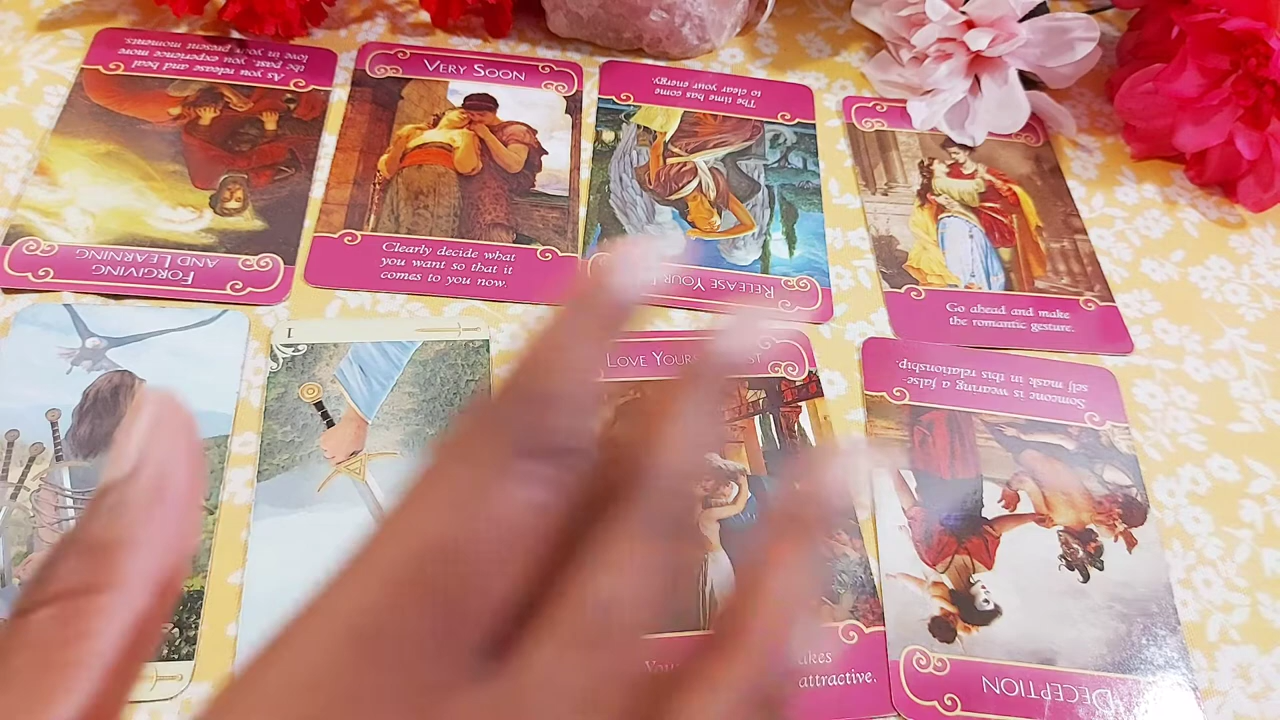 As you release and heal
the past, you experience more
love in your present moments.
FORGIVING
AND LEARNING
VERY SOON
Clearly decide what
you want so that it
comes to you now.
The time has come
to clear your energy.
RELEASE YOUR
Go ahead and make
the romantic gesture.
I
LOVE
attractive.
Someone is wearing a false-
self mask in this relationship.
DECEPTION